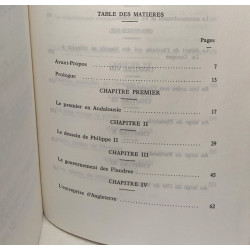 TABLE DES MATIÈRES
Pages
Avant-Propos 7
Prologue 13
CHAPITRE PREMIER
Le premier en Andalousie 17
CHAPITRE II
Le dessein de Philippe II 29
CHAPITRE III
Le gouvernement des Flandres 45
CHAPITRE IV
L'entreprise d'Angleterre 62